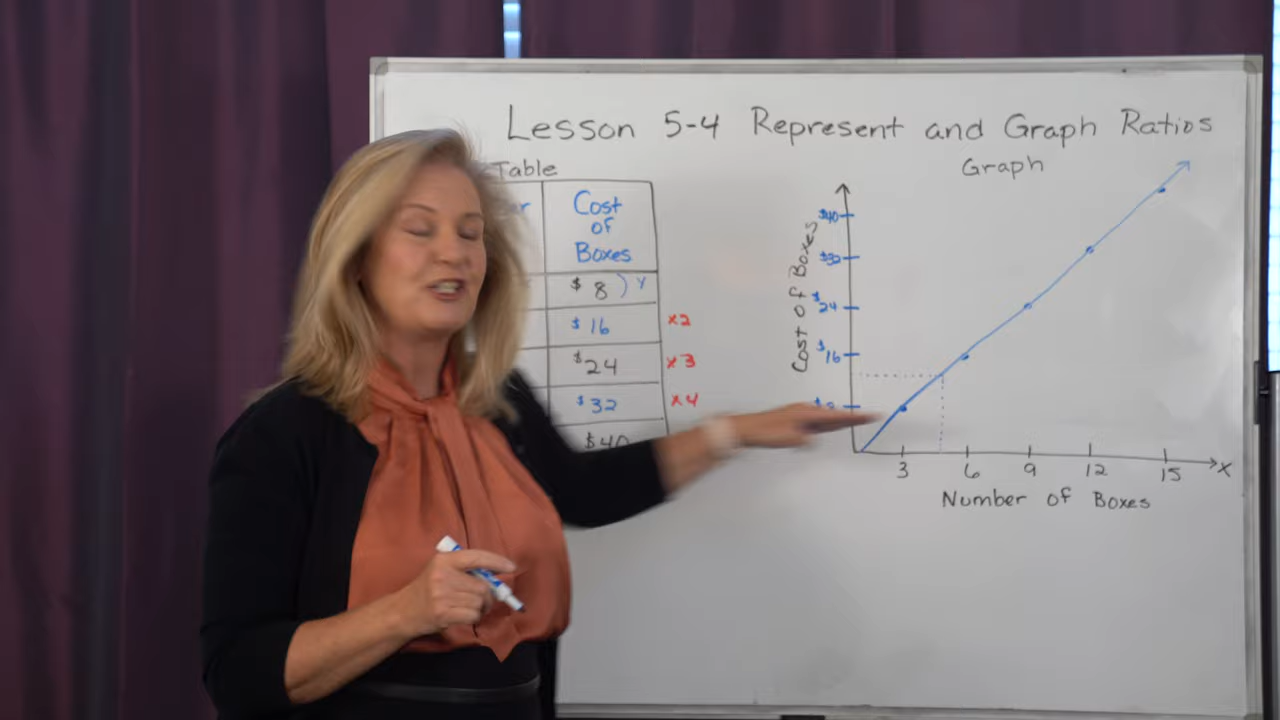 Lesson 5-4 Represent and Graph Ratios
Table
Graph
Cost
of
Boxes
$ 8 ) Y
$ 16 x2
$ 24 x3
$ 32 x4
$40
Cost of Boxes
$40
$32
$24
$16
3 6 9 12 15 X
Number of Boxes